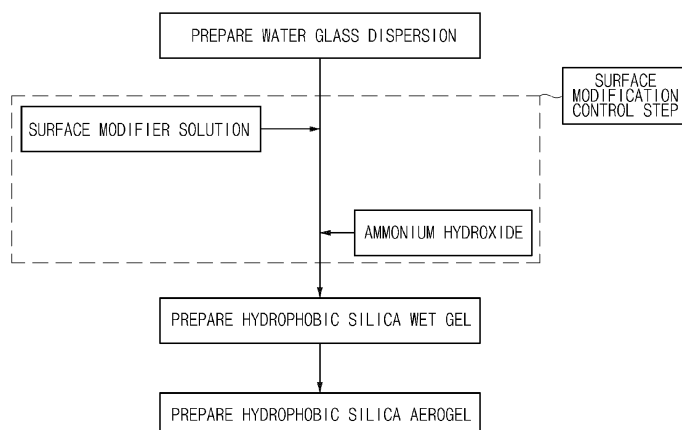 PREPARE WATER GLASS DISPERSION
SURFACE
MODIFICATION
CONTROL STEP
SURFACE MODIFIER SOLUTION
AMMONIUM HYDROXIDE
PREPARE HYDROPHOBIC SILICA WET GEL
PREPARE HYDROPHOBIC SILICA AEROGEL